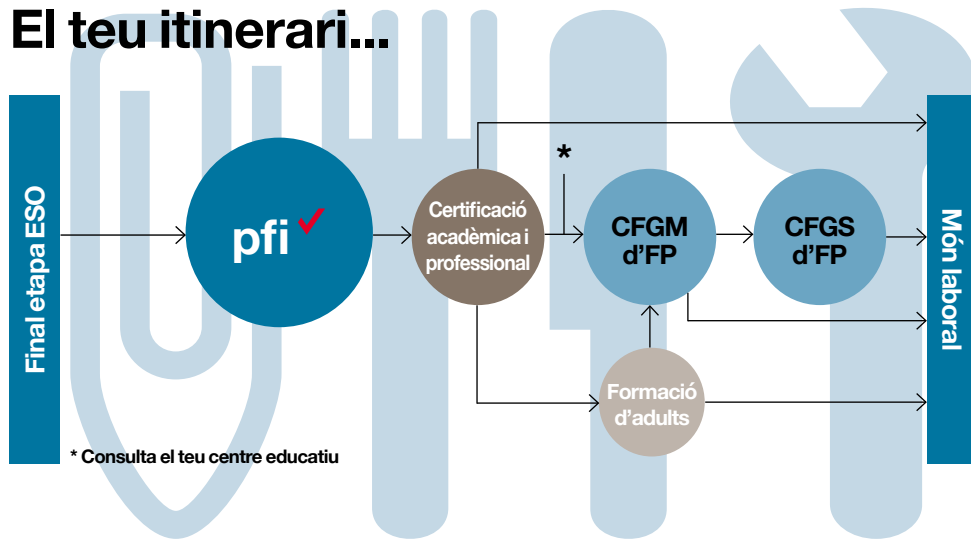 El teu itinerari...
Final etapa ESO
pfi
Certificació
acadèmica i
professional
*
CFGM
d'FP
CFGS
d'FP
Món laboral
Formació
d'adults
* Consulta el teu centre educatiu